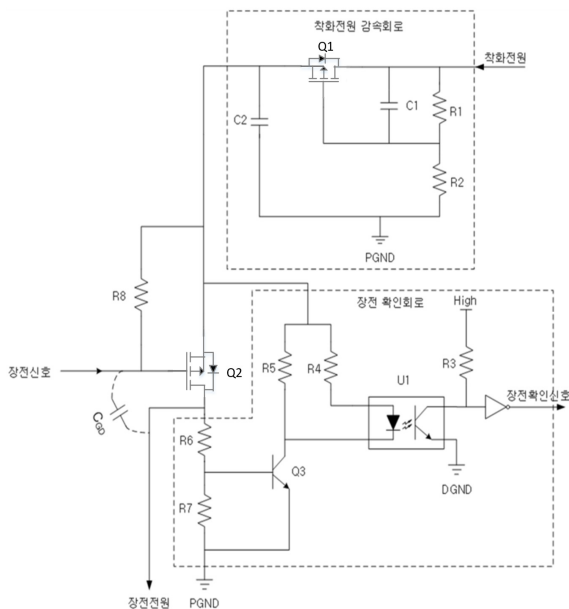 착화전원 감속회로
Q1
착화전원
C2
C1
R1
R2
PGND
R8
장전 확인회로
High
R3
R5
R4
U1
장전신호
Q2
장전확인신호
CGD
R6
Q3
R7
DGND
장전전원
PGND